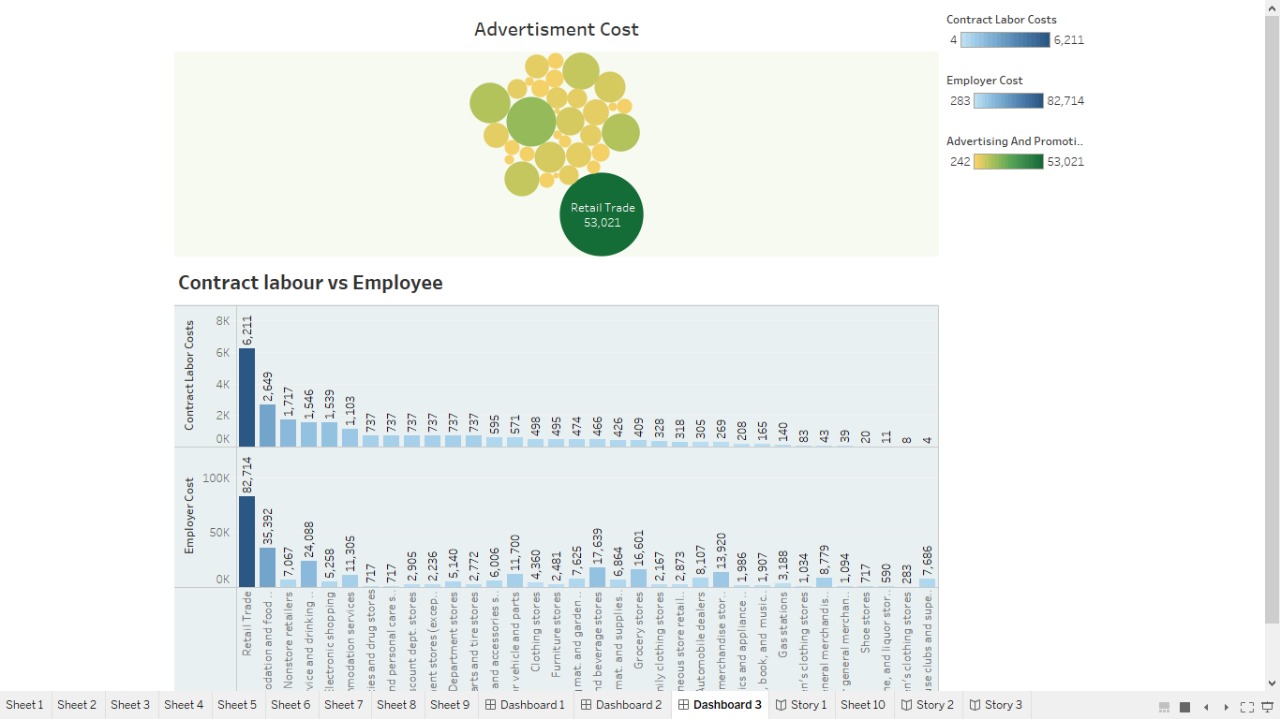 Advertisment Cost
Retail Trade
53,021
Contract Labor Costs
4 6,211
Employer Cost
283 82,714
Advertising And Promoti..
242 53,021
Contract labour vs Employee
Contract Labor Costs
8K
6K
4K
2K
0K
6,211 2,649 1,717 1,546 1,539 1,103 737 737 737 737 737 737 595 571 498 495 474 466 426 409 328 318 305 269 208 165 140 83 43 39 20 11 8 4
Employer Cost
100K
50K
0K
82,714 35,392 7,067 24,088 5,258 11,305 717 717 2,905 2,236 5,140 2,772 6,006 11,700 4,360 2,481 7,625 17,639 6,864 16,601 2,167 2,873 8,107 13,920 1,986 1,907 3,188 1,034 8,779 1,094 717 590 283 7,686
Retail Trade
odation and food ..
Nonstore retailers
vice and drinking ..
Electronic shopping
mmodation services
ies and drug stores
nd personal care s..
scount dept. stores
ent stores (excep..
Department stores
arts and tire stores
and accessories s..
or vehicle and parts
Clothing stores
Furniture stores
mat. and garden ..
nd beverage stores
mat. and supplies..
Grocery stores
mily clothing stores
neous store retail..
Automobile dealers
merchandise stor..
ics and appliance ..
, book, and music..
Gas stations
n's clothing stores
neral merchandis..
r general merchan..
Shoe stores
ne, and liquor stor..
en's clothing stores
use clubs and supe..
Sheet 1 Sheet 2 Sheet 3 Sheet 4 Sheet 5 Sheet 6 Sheet 7 Sheet 8 Sheet 9 Dashboard 1 Dashboard 2 Dashboard 3 Story 1 Sheet 10 Story 2 Story 3